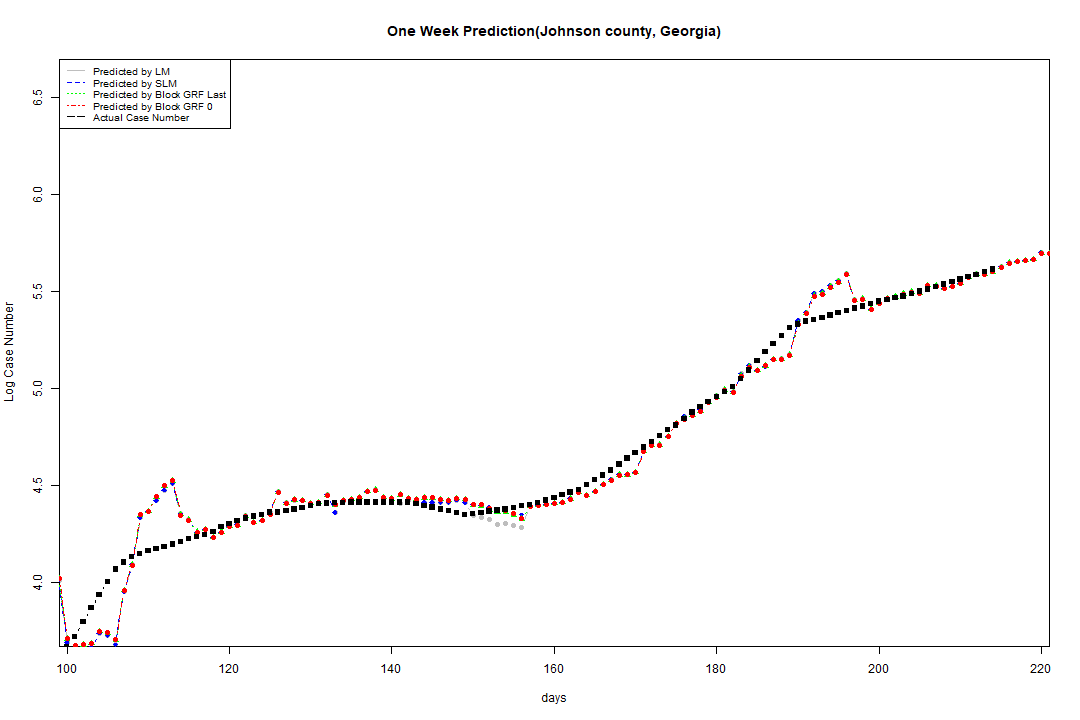 One Week Prediction(Johnson county, Georgia)
Predicted by LM
Predicted by SLM
Predicted by Block GRF Last
Predicted by Block GRF 0
Actual Case Number
6.5
6.0
5.5
5.0
4.5
4.0
Log Case Number
100 120 140 160 180 200 220
days